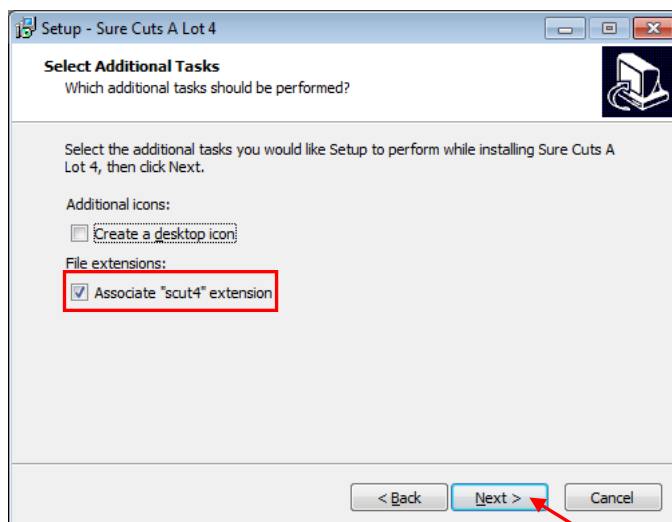 Setup - Sure Cuts A Lot 4
Select Additional Tasks
Which additional tasks should be performed?
Select the additional tasks you would like Setup to perform while installing Sure Cuts A
Lot 4, then click Next.
Additional icons:
Create a desktop icon
File extensions:
Associate "scut4" extension
< Back Next > Cancel